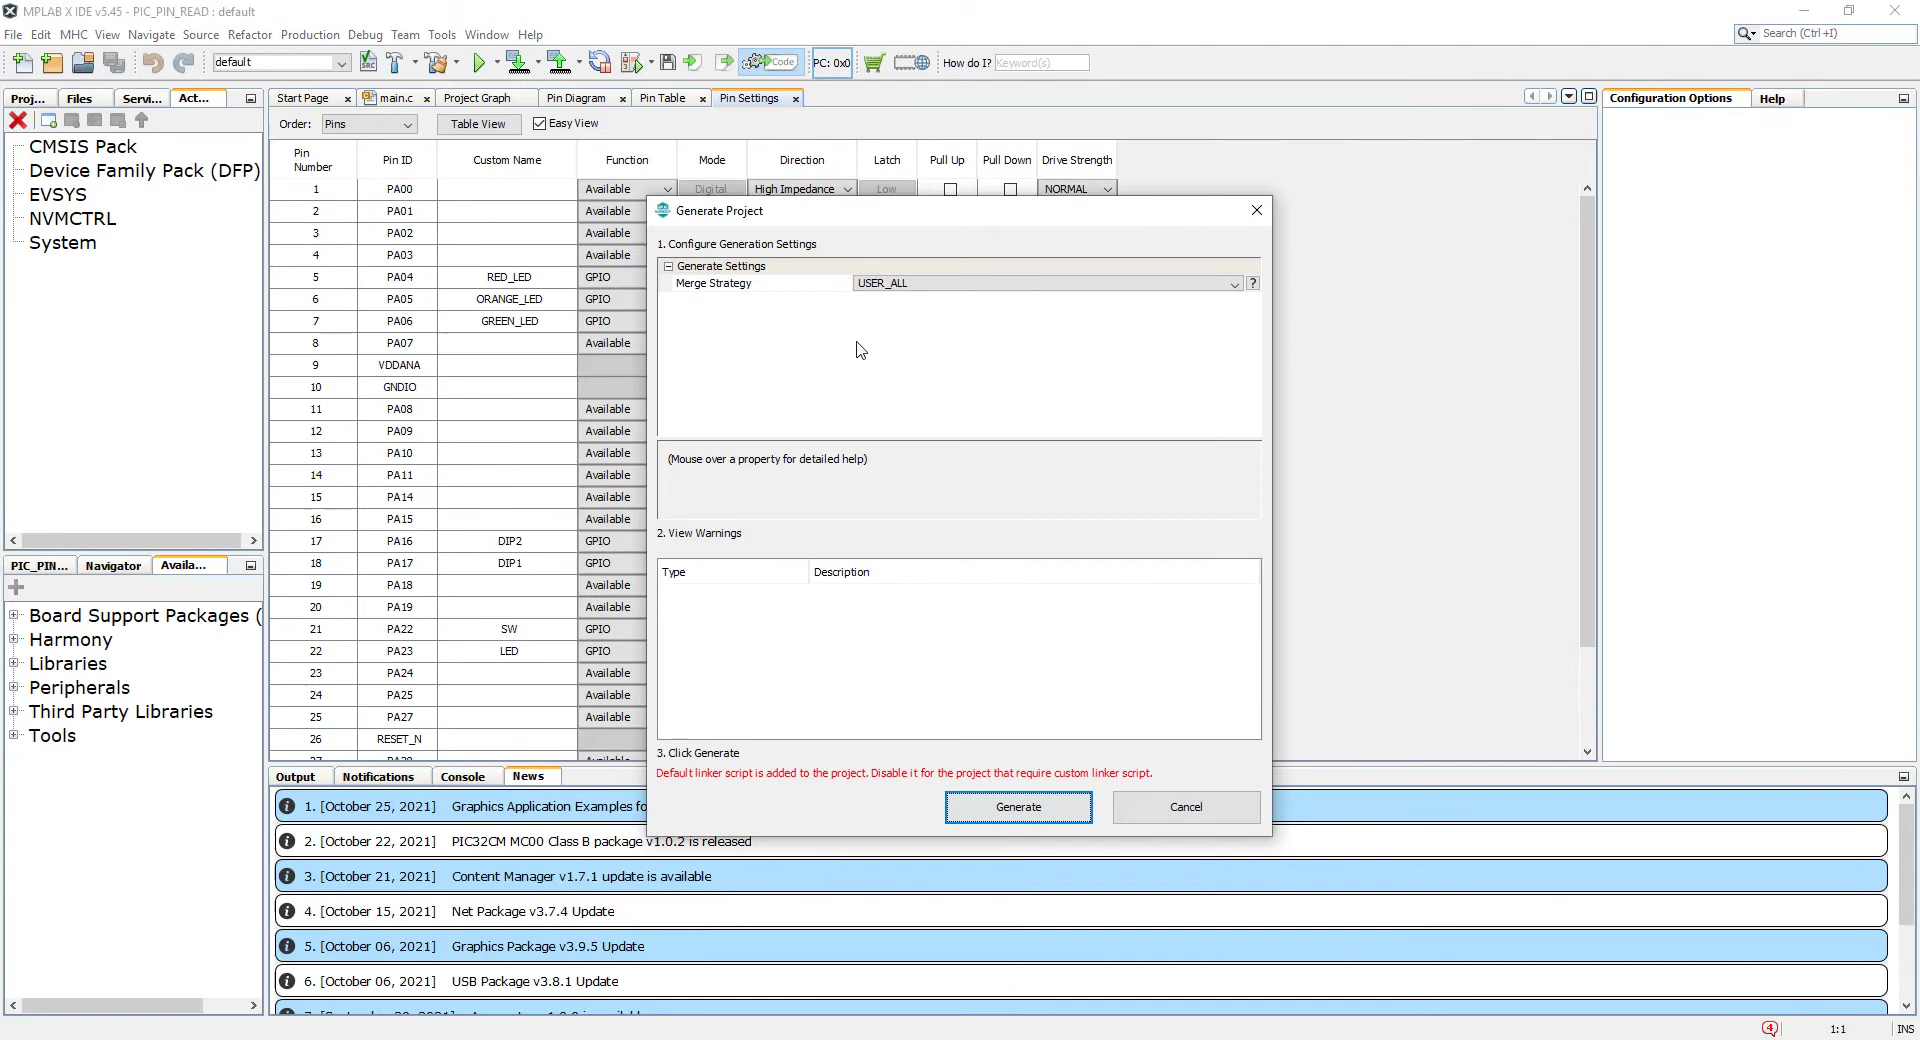 MPLAB X IDE v5.45 - PIC_PIN_READ : default
File Edit MHC View Navigate Source Refactor Production Debug Team Tools Window Help
Search (Ctrl+I)
default
Code
PC: 0x0
How do I? Keyword(s)
Proj... Files Servi... Act...
Start Page main.c Project Graph Pin Diagram Pin Table Pin Settings
Configuration Options Help
Order: Pins Table View Easy View
CMSIS Pack
Device Family Pack (DFP)
EVSYS
NVMCTRL
System
Pin Number Pin ID Custom Name Function Mode Direction Latch Pull Up Pull Down Drive Strength
1 PA00 Available Digital High Impedance Low NORMAL
2 PA01 Available
3 PA02 Available
4 PA03 Available
5 PA04 RED_LED GPIO
6 PA05 ORANGE_LED GPIO
7 PA06 GREEN_LED GPIO
8 PA07 Available
9 VDDANA
10 GNDIO
11 PA08 Available
12 PA09 Available
13 PA10 Available
14 PA11 Available
15 PA14 Available
16 PA15 Available
17 PA16 DIP2 GPIO
18 PA17 DIP1 GPIO
19 PA18 Available
20 PA19 Available
21 PA22 SW GPIO
22 PA23 LED GPIO
23 PA24 Available
24 PA25 Available
25 PA27 Available
26 RESET_N
Generate Project
1. Configure Generation Settings
Generate Settings
Merge Strategy USER_ALL ?
(Mouse over a property for detailed help)
2. View Warnings
Type Description
3. Click Generate
Default linker script is added to the project. Disable it for the project that require custom linker script.
Generate Cancel
PIC_PIN... Navigator Availa...
Board Support Packages (
Harmony
Libraries
Peripherals
Third Party Libraries
Tools
Output Notifications Console News
1. [October 25, 2021] Graphics Application Examples fo
2. [October 22, 2021] PIC32CM MC00 Class B package v1.0.2 is released
3. [October 21, 2021] Content Manager v1.7.1 update is available
4. [October 15, 2021] Net Package v3.7.4 Update
5. [October 06, 2021] Graphics Package v3.9.5 Update
6. [October 06, 2021] USB Package v3.8.1 Update
4 1:1 INS